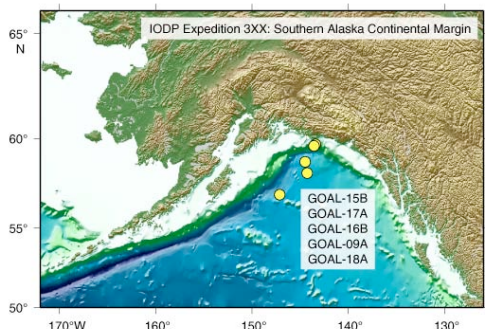 IODP Expedition 3XX: Southern Alaska Continental Margin
65°
N
60°
55°
50°
GOAL-15B
GOAL-17A
GOAL-16B
GOAL-09A
GOAL-18A
170°W
160°
150°
140°
130°